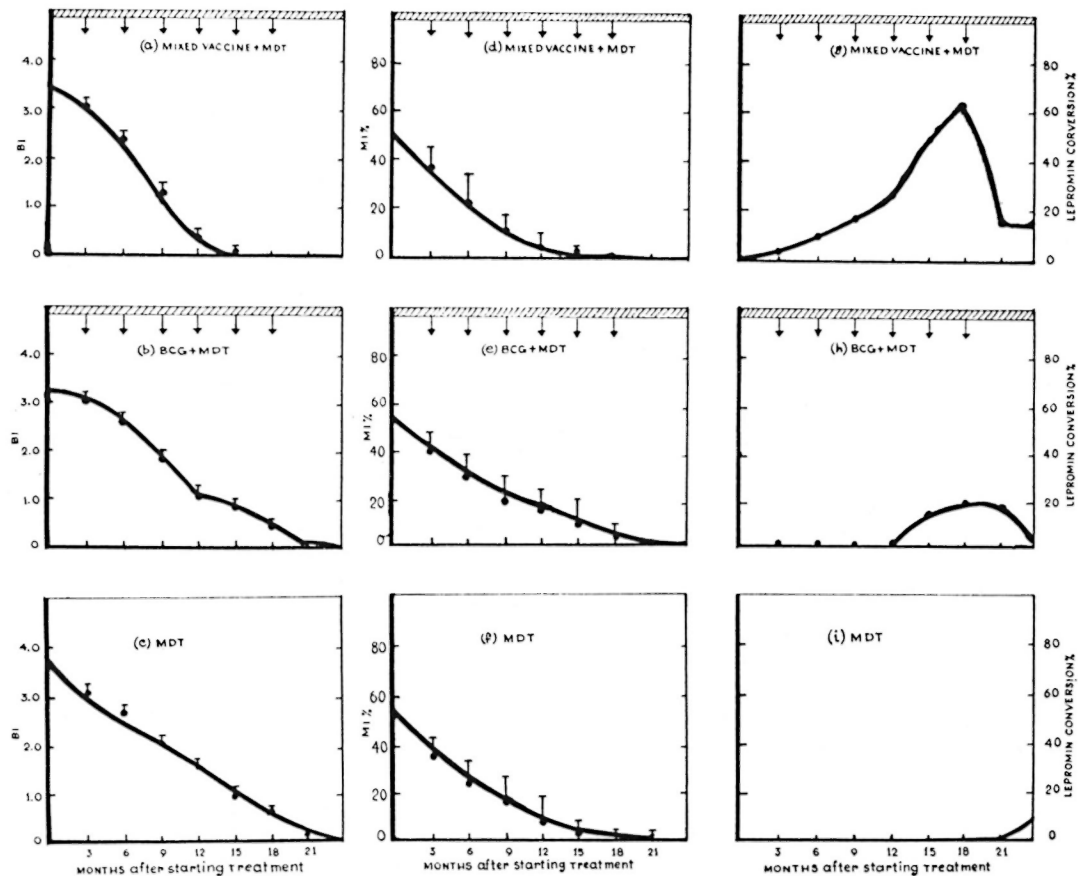 (a) MIXED VACCINE + MDT
4.0
3.0
2.0
1.0
0
BI
(d) MIXED VACCINE + MDT
80
60
40
20
0
MI%
(g) MIXED VACCINE + MDT
80
60
40
20
0
LEPROMIN CONVERSION%
(b) BCG + MDT
4.0
3.0
2.0
1.0
0
BI
(e) BCG + MDT
80
60
40
20
0
MI%
(h) BCG + MDT
80
60
40
20
0
LEPROMIN CONVERSION%
(c) MDT
4.0
3.0
2.0
1.0
0
BI
3 6 9 12 15 18 21
MONTHS after starting Treatment
(f) MDT
80
60
40
20
0
MI%
3 6 9 12 15 18 21
MONTHS after starting treatment
(i) MDT
80
60
40
20
0
LEPROMIN CONVERSION%
3 6 9 12 15 18 21
MONTHS after starting Treatment